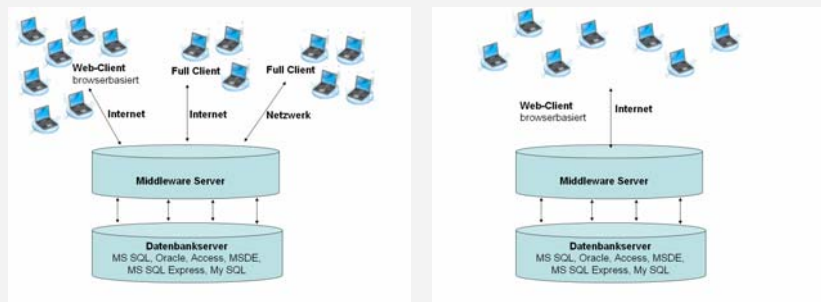 Web-Client
browserbasiert
Full Client
Full Client
Internet
Internet
Netzwerk
Middleware Server
Datenbankserver
MS SQL, Oracle, Access, MSDE,
MS SQL Express, My SQL
Web-Client
browserbasiert
Internet
Middleware Server
Datenbankserver
MS SQL, Oracle, Access, MSDE,
MS SQL Express, My SQL